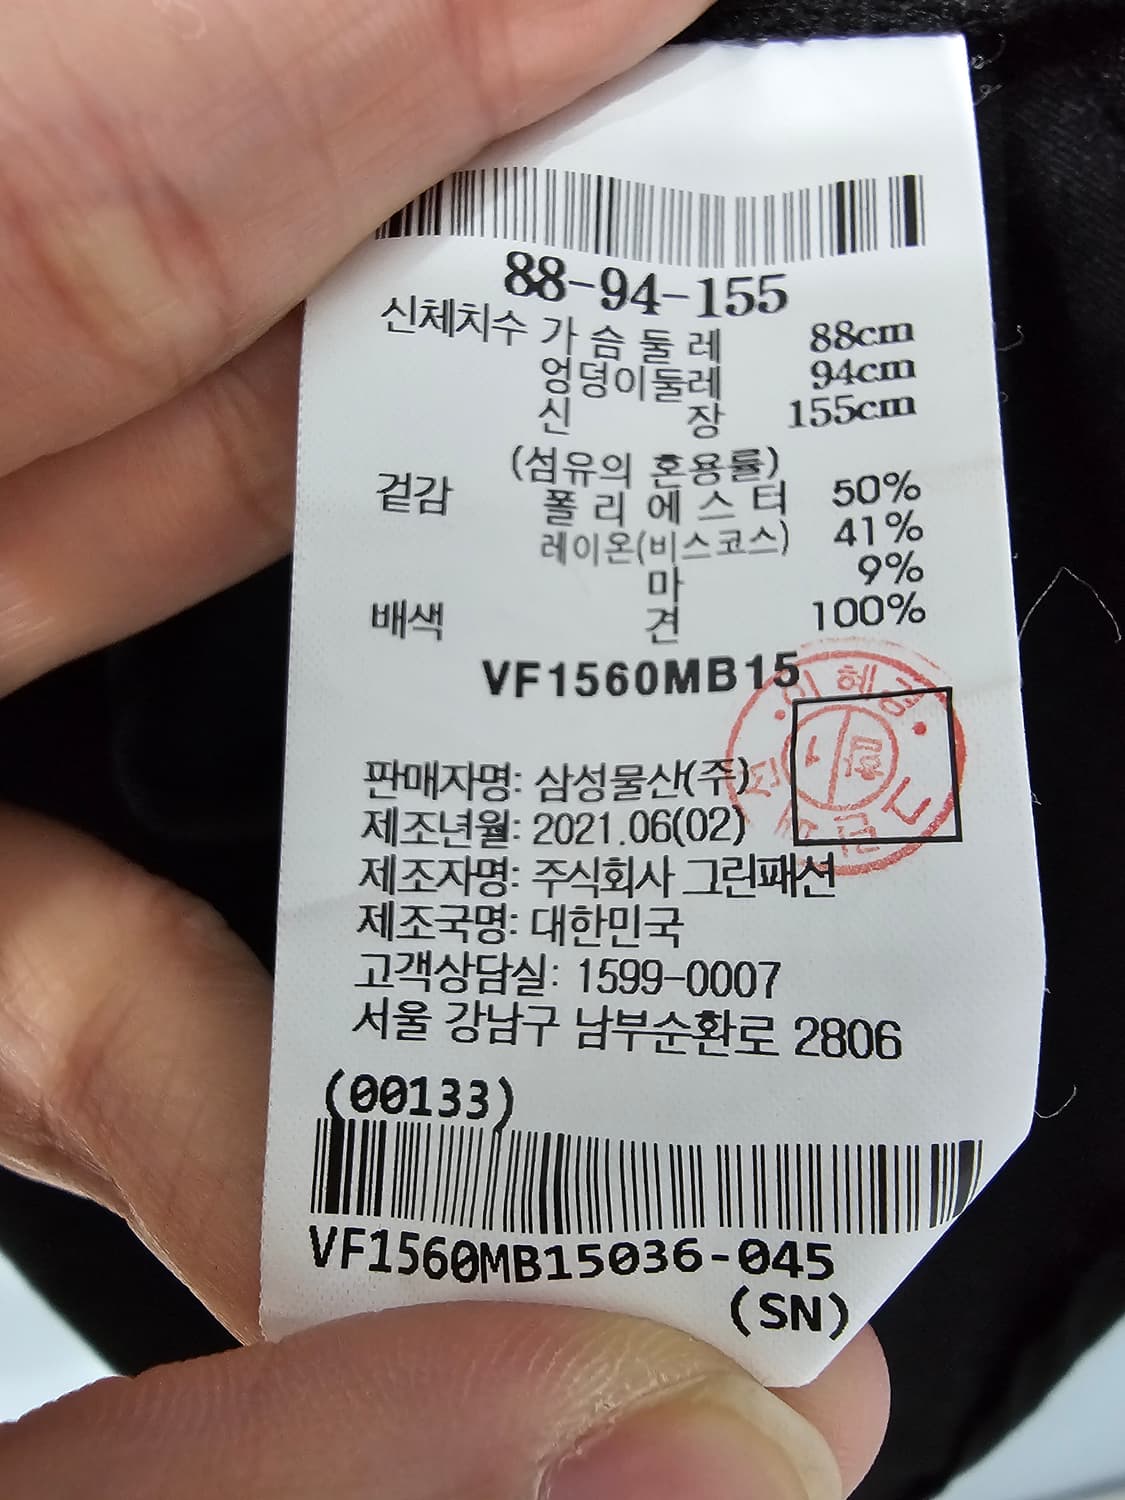 88-94-155
신체치수 가 슴 둘 레 88cm
엉덩이둘레 94cm
신 장 155cm
(섬유의 혼용률)
겉감 폴 리 에 스 터 50%
레이온(비스코스) 41%
마 9%
배색 견 100%
VF1560MB15
이혜경
판매자명: 삼성물산(주)
제조년월: 2021.06(02)
제조자명: 주식회사 그린패션
제조국명: 대한민국
고객상담실: 1599-0007
서울 강남구 남부순환로 2806
(00133)
VF1560MB15036-045
(SN)